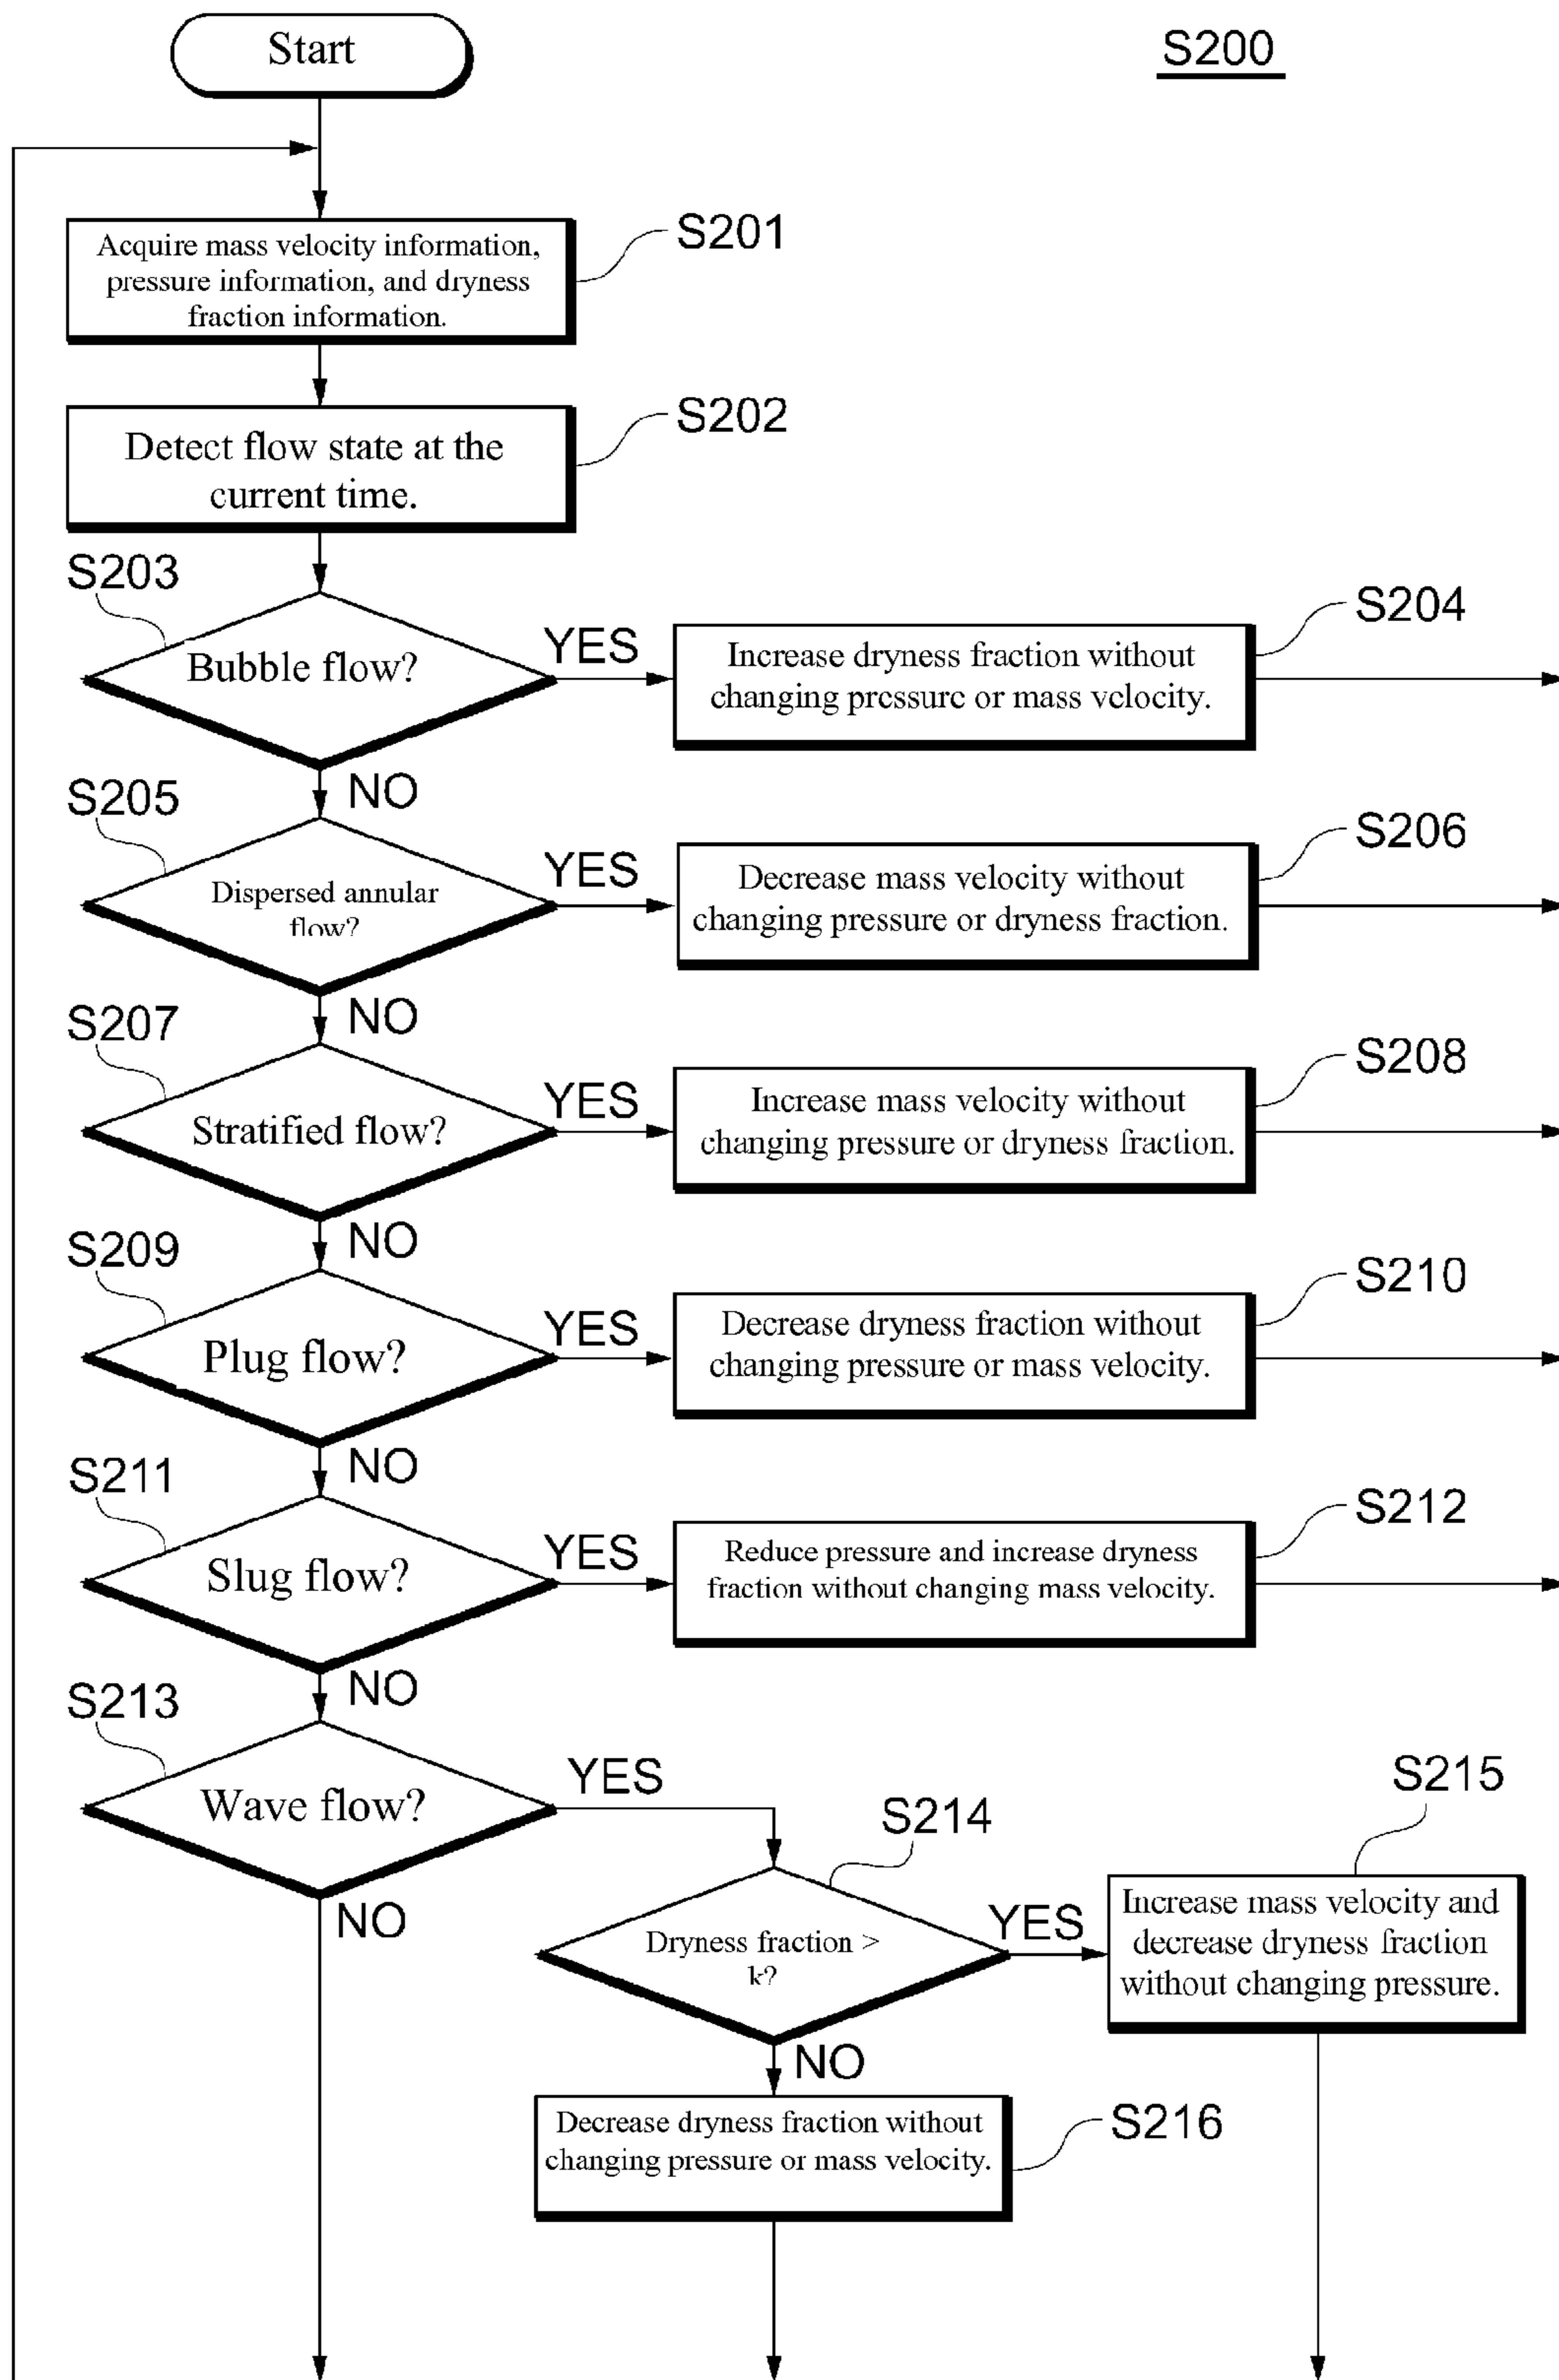 Start
S200
Acquire mass velocity information,
pressure information, and dryness
fraction information.
S201
Detect flow state at the
current time.
S202
S203
Bubble flow?
YES
Increase dryness fraction without
changing pressure or mass velocity.
S204
NO
S205
Dispersed annular
flow?
YES
Decrease mass velocity without
changing pressure or dryness fraction.
S206
NO
S207
Stratified flow?
YES
Increase mass velocity without
changing pressure or dryness fraction.
S208
NO
S209
Plug flow?
YES
Decrease dryness fraction without
changing pressure or mass velocity.
S210
NO
S211
Slug flow?
YES
Reduce pressure and increase dryness
fraction without changing mass velocity.
S212
NO
S213
Wave flow?
YES
NO
S214
Dryness fraction >
k?
YES
S215
Increase mass velocity and
decrease dryness fraction
without changing pressure.
NO
Decrease dryness fraction without
changing pressure or mass velocity.
S216